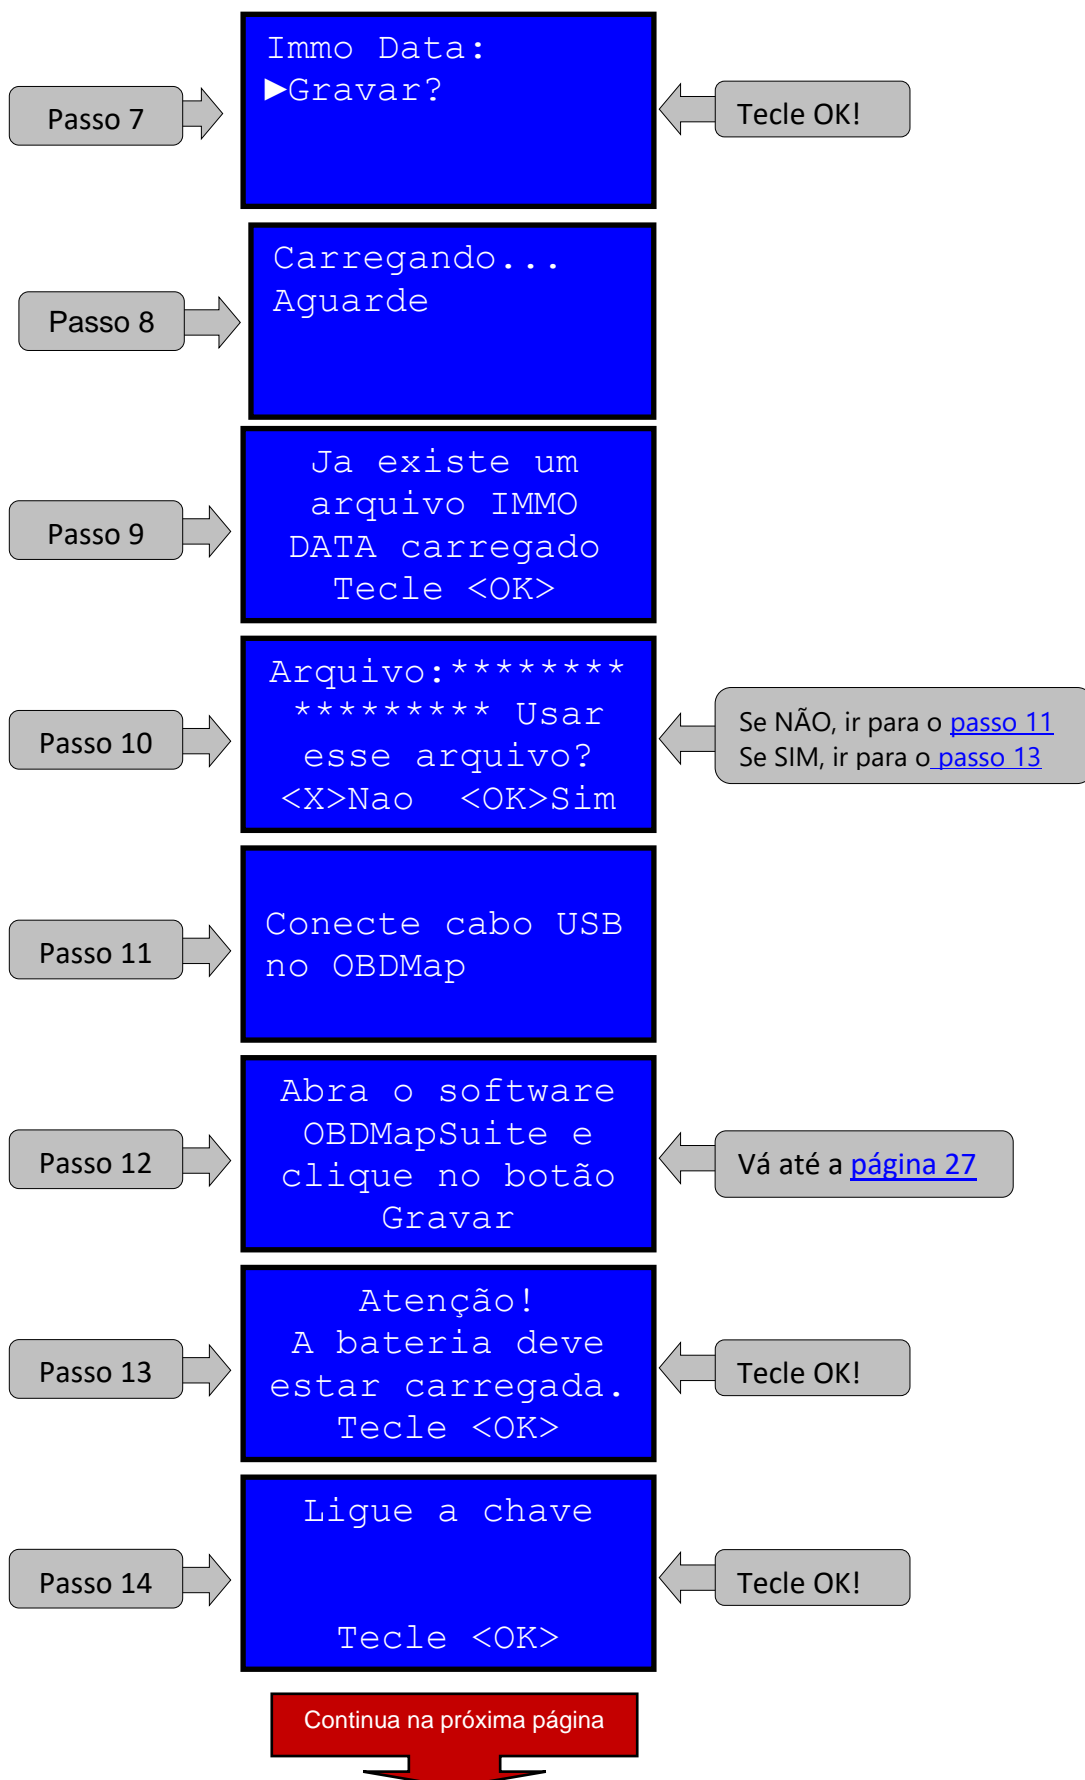 Immo Data:
►Gravar?
Passo 7
Tecle OK!
Carregando...
Aguarde
Passo 8
Ja existe um
arquivo IMMO
DATA carregado
Tecle <OK>
Passo 9
Arquivo:********
********* Usar
esse arquivo?
<X>Nao <OK>Sim
Passo 10
Se NÃO, ir para o passo 11
Se SIM, ir para o passo 13
Conecte cabo USB
no OBDMap
Passo 11
Abra o software
OBDMapSuite e
clique no botão
Gravar
Passo 12
Vá até a página 27
Atenção!
A bateria deve
estar carregada.
Tecle <OK>
Passo 13
Tecle OK!
Ligue a chave
Tecle <OK>
Passo 14
Tecle OK!
Continua na próxima página